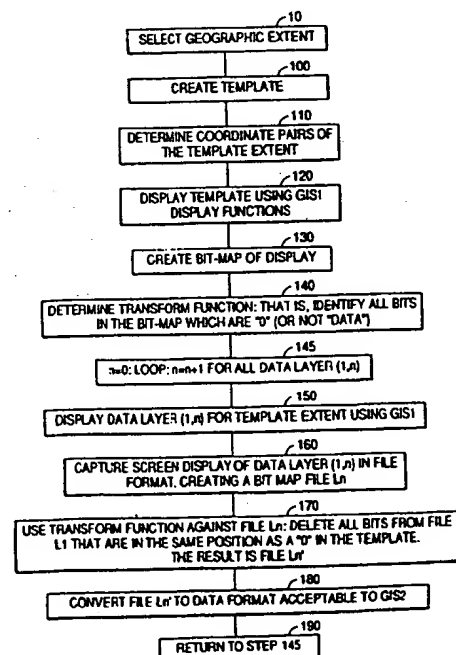 10
SELECT GEOGRAPHIC EXTENT
100
CREATE TEMPLATE
110
DETERMINE COORDINATE PAIRS OF
THE TEMPLATE EXTENT
120
DISPLAY TEMPLATE USING GIS1
DISPLAY FUNCTIONS
130
CREATE BIT-MAP OF DISPLAY
140
DETERMINE TRANSFORM FUNCTION: THAT IS, IDENTIFY ALL BITS
IN THE BIT-MAP WHICH ARE "0" (OR NOT "DATA")
145
n=0: LOOP: n=n+1 FOR ALL DATA LAYER (1,n)
150
DISPLAY DATA LAYER (1,n) FOR TEMPLATE EXTENT USING GIS1
160
CAPTURE SCREEN DISPLAY OF DATA LAYER (1,n) IN FILE
FORMAT, CREATING A BIT MAP FILE Ln
170
USE TRANSFORM FUNCTION AGAINST FILE Ln: DELETE ALL BITS FROM FILE
L1 THAT ARE IN THE SAME POSITION AS A "0" IN THE TEMPLATE.
THE RESULT IS FILE Ln'
180
CONVERT FILE Ln' TO DATA FORMAT ACCEPTABLE TO GIS2
190
RETURN TO STEP 145